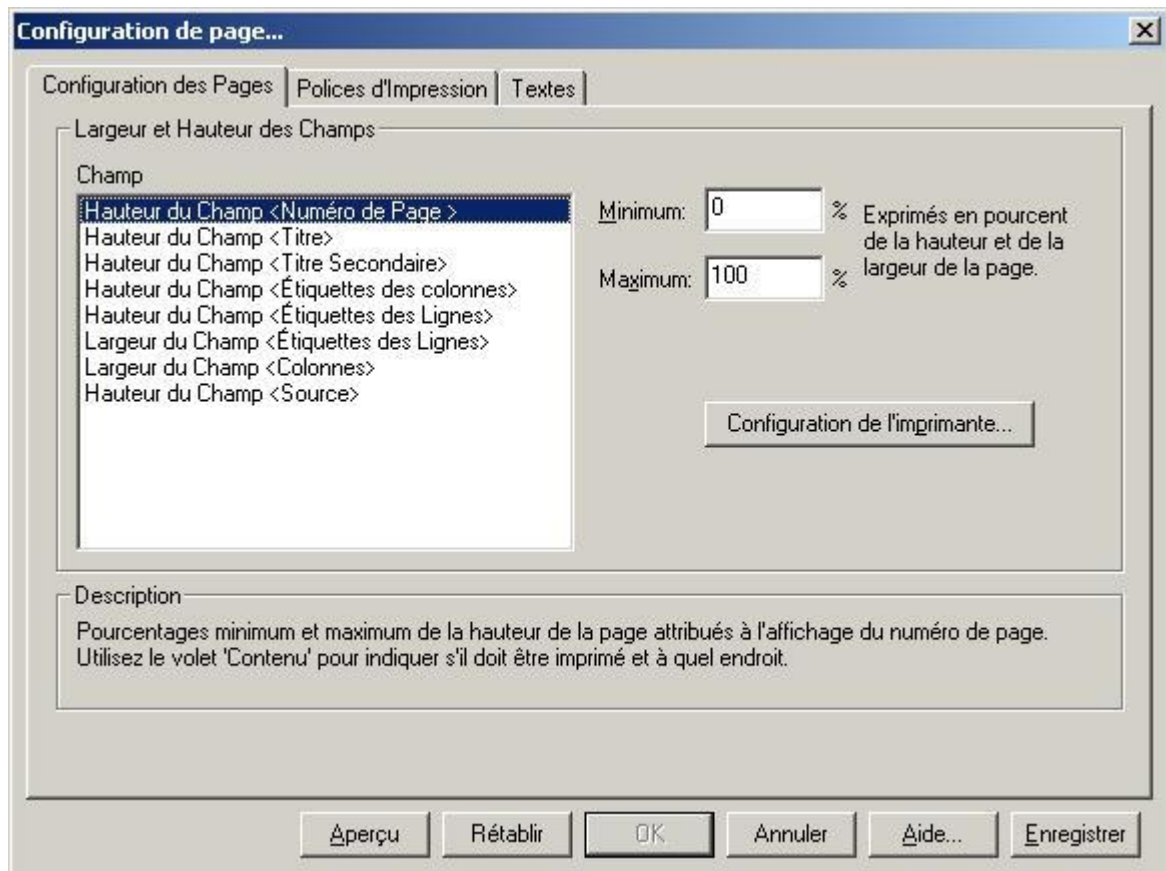 Configuration de page...
Configuration des Pages Polices d'Impression Textes
Largeur et Hauteur des Champs
Champ
Hauteur du Champ <Numéro de Page >
Hauteur du Champ <Titre>
Hauteur du Champ <Titre Secondaire>
Hauteur du Champ <Étiquettes des colonnes>
Hauteur du Champ <Étiquettes des Lignes>
Largeur du Champ <Étiquettes des Lignes>
Largeur du Champ <Colonnes>
Hauteur du Champ <Source>
Minimum: 0 %
Maximum: 100 %
Exprimés en pourcent
de la hauteur et de la
largeur de la page.
Configuration de l'imprimante...
Description
Pourcentages minimum et maximum de la hauteur de la page attribués à l'affichage du numéro de page.
Utilisez le volet 'Contenu' pour indiquer s'il doit être imprimé et à quel endroit.
Aperçu Rétablir OK Annuler Aide... Enregistrer